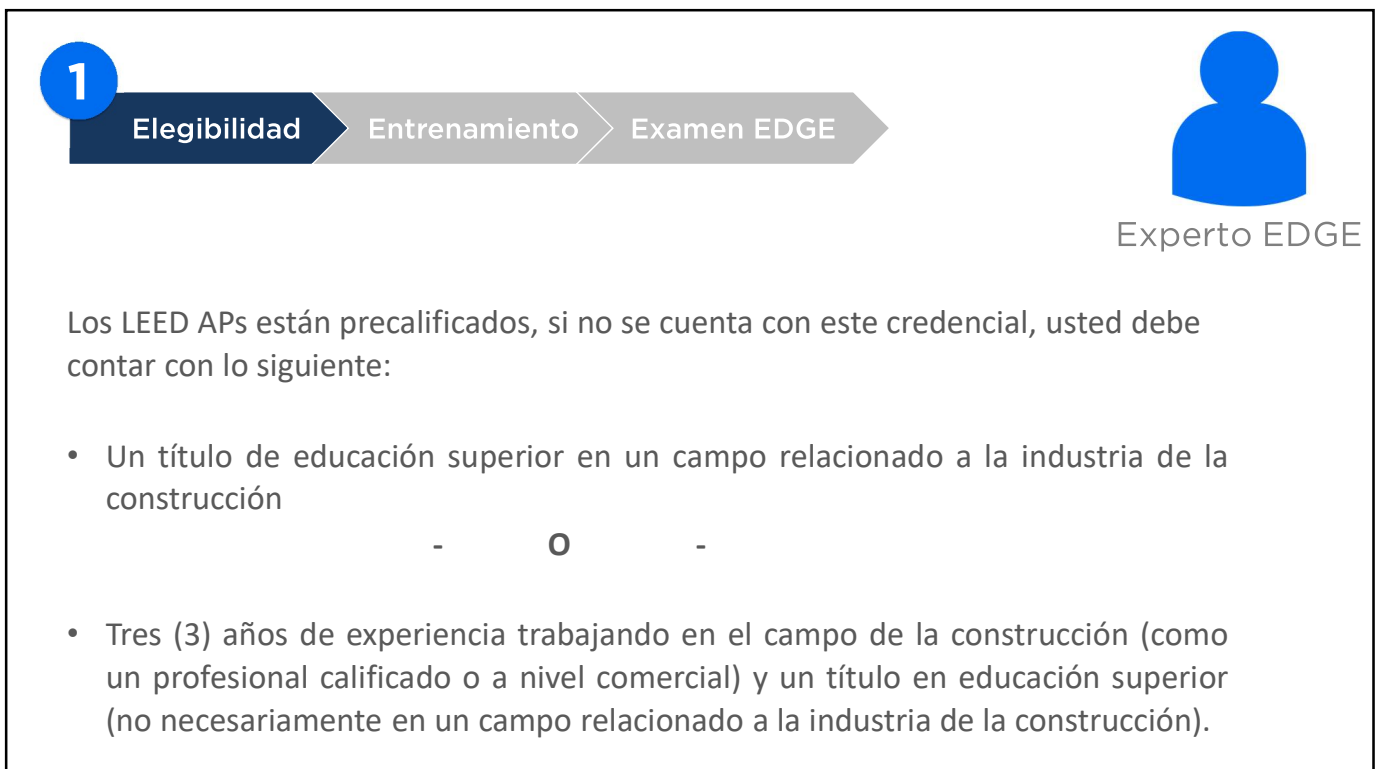 1
Elegibilidad Entrenamiento Examen EDGE
Experto EDGE
Los LEED APs están precalificados, si no se cuenta con este credencial, usted debe
contar con lo siguiente:
• Un título de educación superior en un campo relacionado a la industria de la
construcción
- O -
• Tres (3) años de experiencia trabajando en el campo de la construcción (como
un profesional calificado o a nivel comercial) y un título en educación superior
(no necesariamente en un campo relacionado a la industria de la construcción).